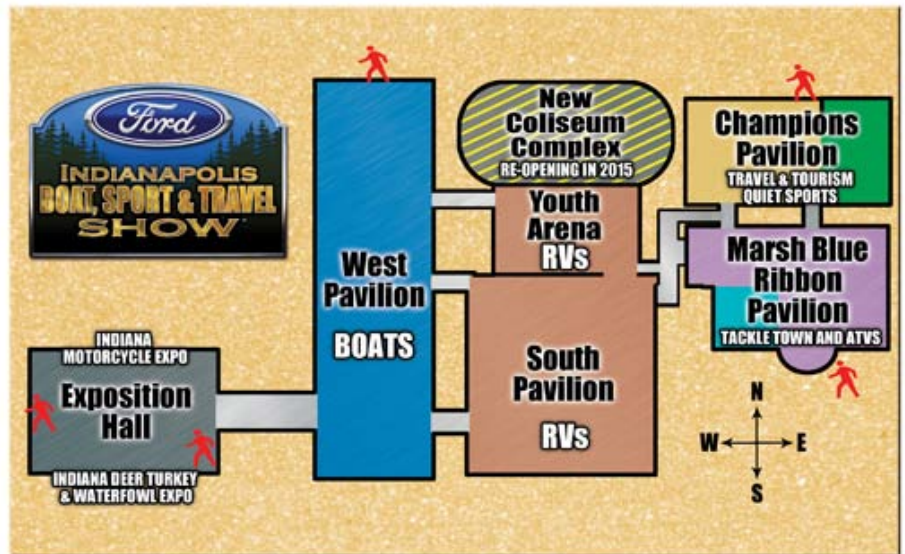 Ford
INDIANAPOLIS
BOAT, SPORT & TRAVEL
SHOW
New
Coliseum
Complex
RE-OPENING IN 2015
Champions
Pavilion
TRAVEL & TOURISM
QUIET SPORTS
Youth
Arena
RVs
West
Pavilion
BOATS
Marsh Blue
Ribbon
Pavilion
TACKLE TOWN AND ATVS
INDIANA
MOTORCYCLE EXPO
Exposition
Hall
INDIANA DEER TURKEY
& WATERFOWL EXPO
South
Pavilion
RVs
N
W
E
S